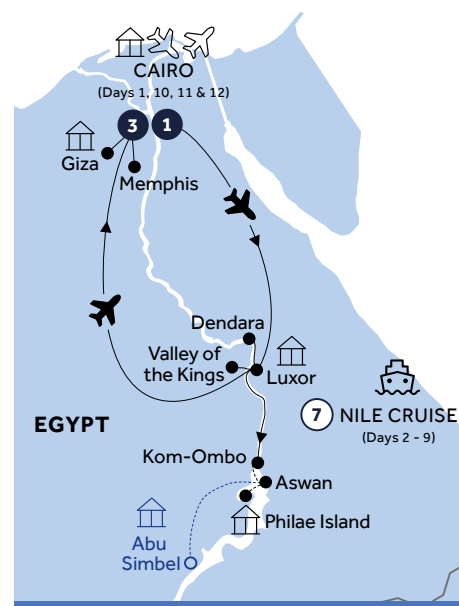 CAIRO
(Days 1, 10, 11 & 12)
3
1
Giza
Memphis
Dendara
Valley of
the Kings
Luxor
EGYPT
7
NILE CRUISE
(Days 2 - 9)
Kom-Ombo
Aswan
Philae Island
Abu
Simbel